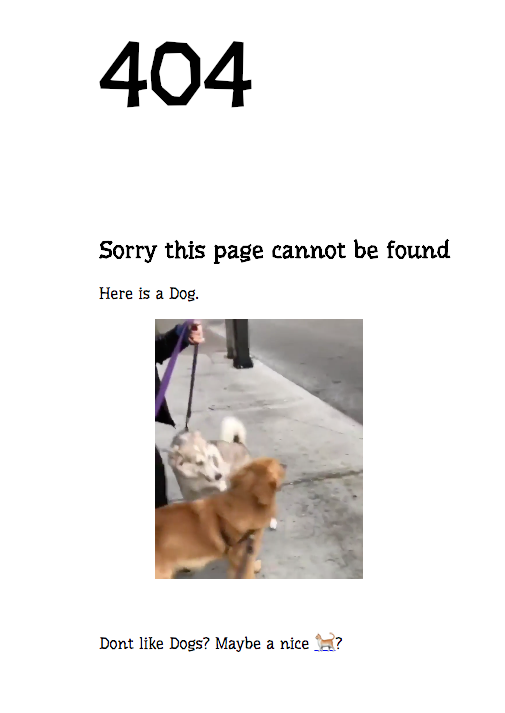 404
Sorry this page cannot be found
Here is a Dog.
Dont like Dogs? Maybe a nice 🐈?